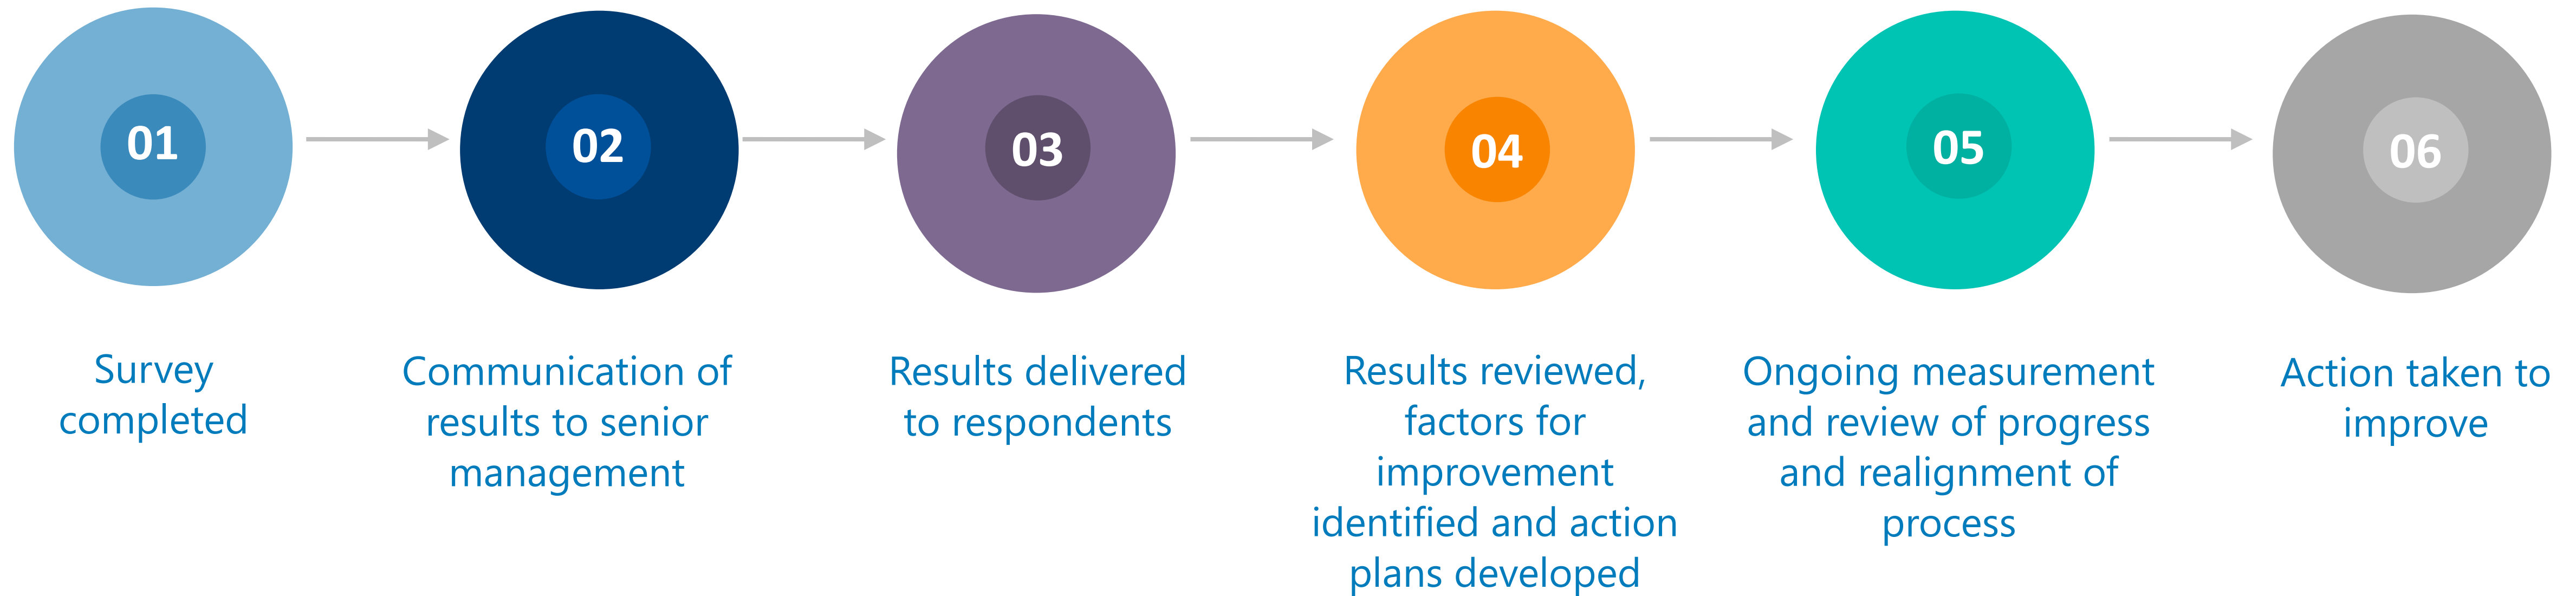 01
Survey
completed
02
Communication of
results to senior
management
03
Results delivered
to respondents
04
Results reviewed,
factors for
improvement
identified and action
plans developed
05
Ongoing measurement
and review of progress
and realignment of
process
06
Action taken to
improve